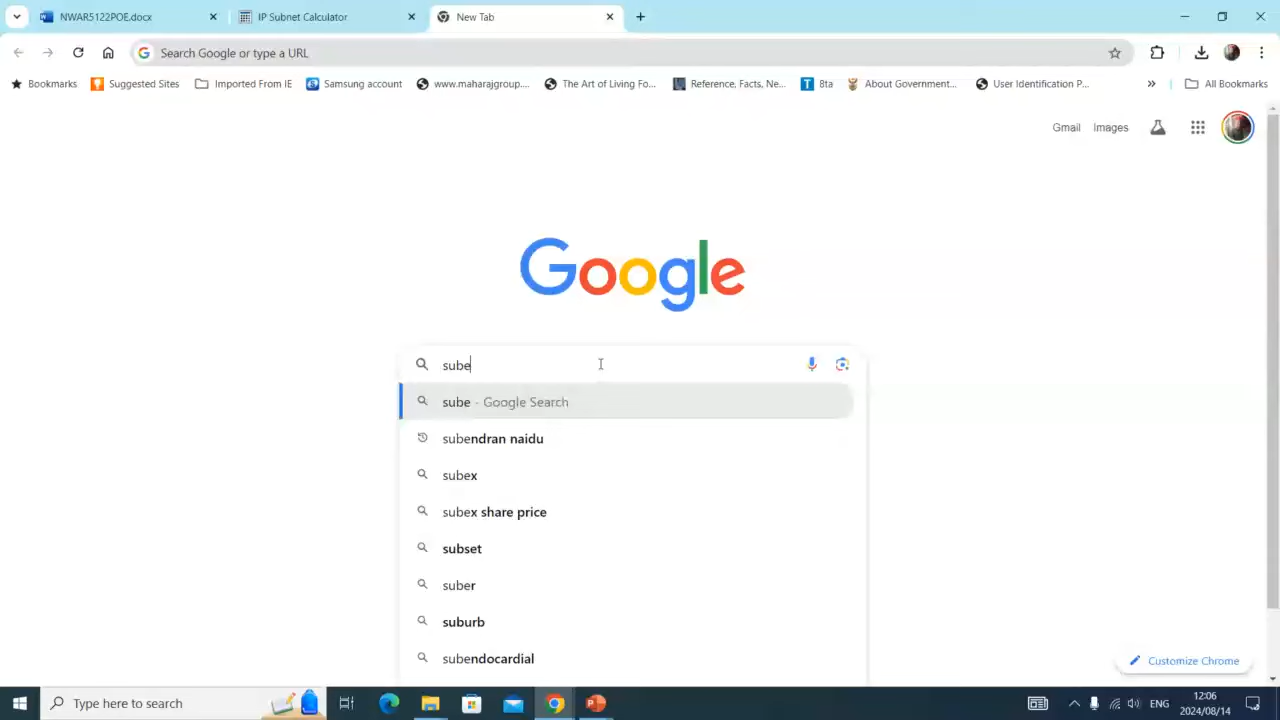 NWAR5122POE.docx
IP Subnet Calculator
New Tab
Search Google or type a URL
Bookmarks
Suggested Sites
Imported From IE
Samsung account
www.maharajgroup....
The Art of Living Fo...
Reference, Facts, Ne...
8ta
About Government...
User Identification P...
All Bookmarks
Gmail
Images
Google
sube
sube - Google Search
subendran naidu
subex
subex share price
subset
suber
suburb
subendocardial
Customize Chrome
Type here to search
ENG
12:06
2024/08/14